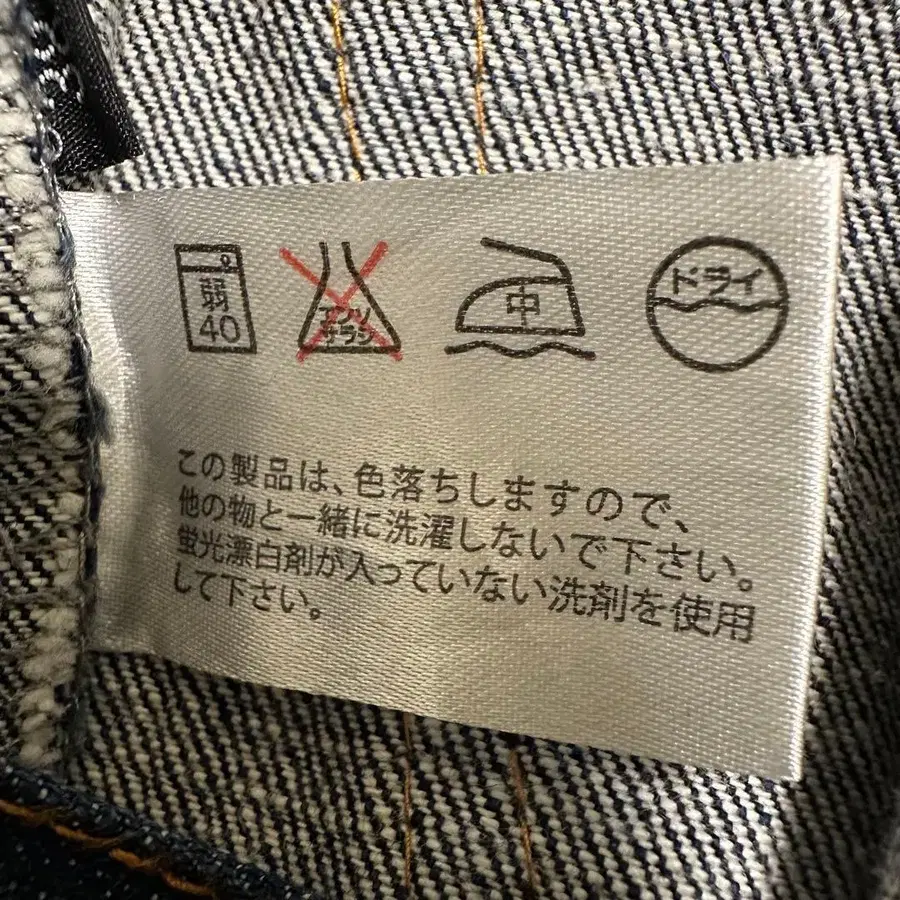 弱
40
エンソ
サラシ
中
ドライ
この製品は、色落ちしますので、
他の物と一緒に洗濯しないで下さい。
蛍光漂白剤が入っていない洗剤を使用
して下さい。